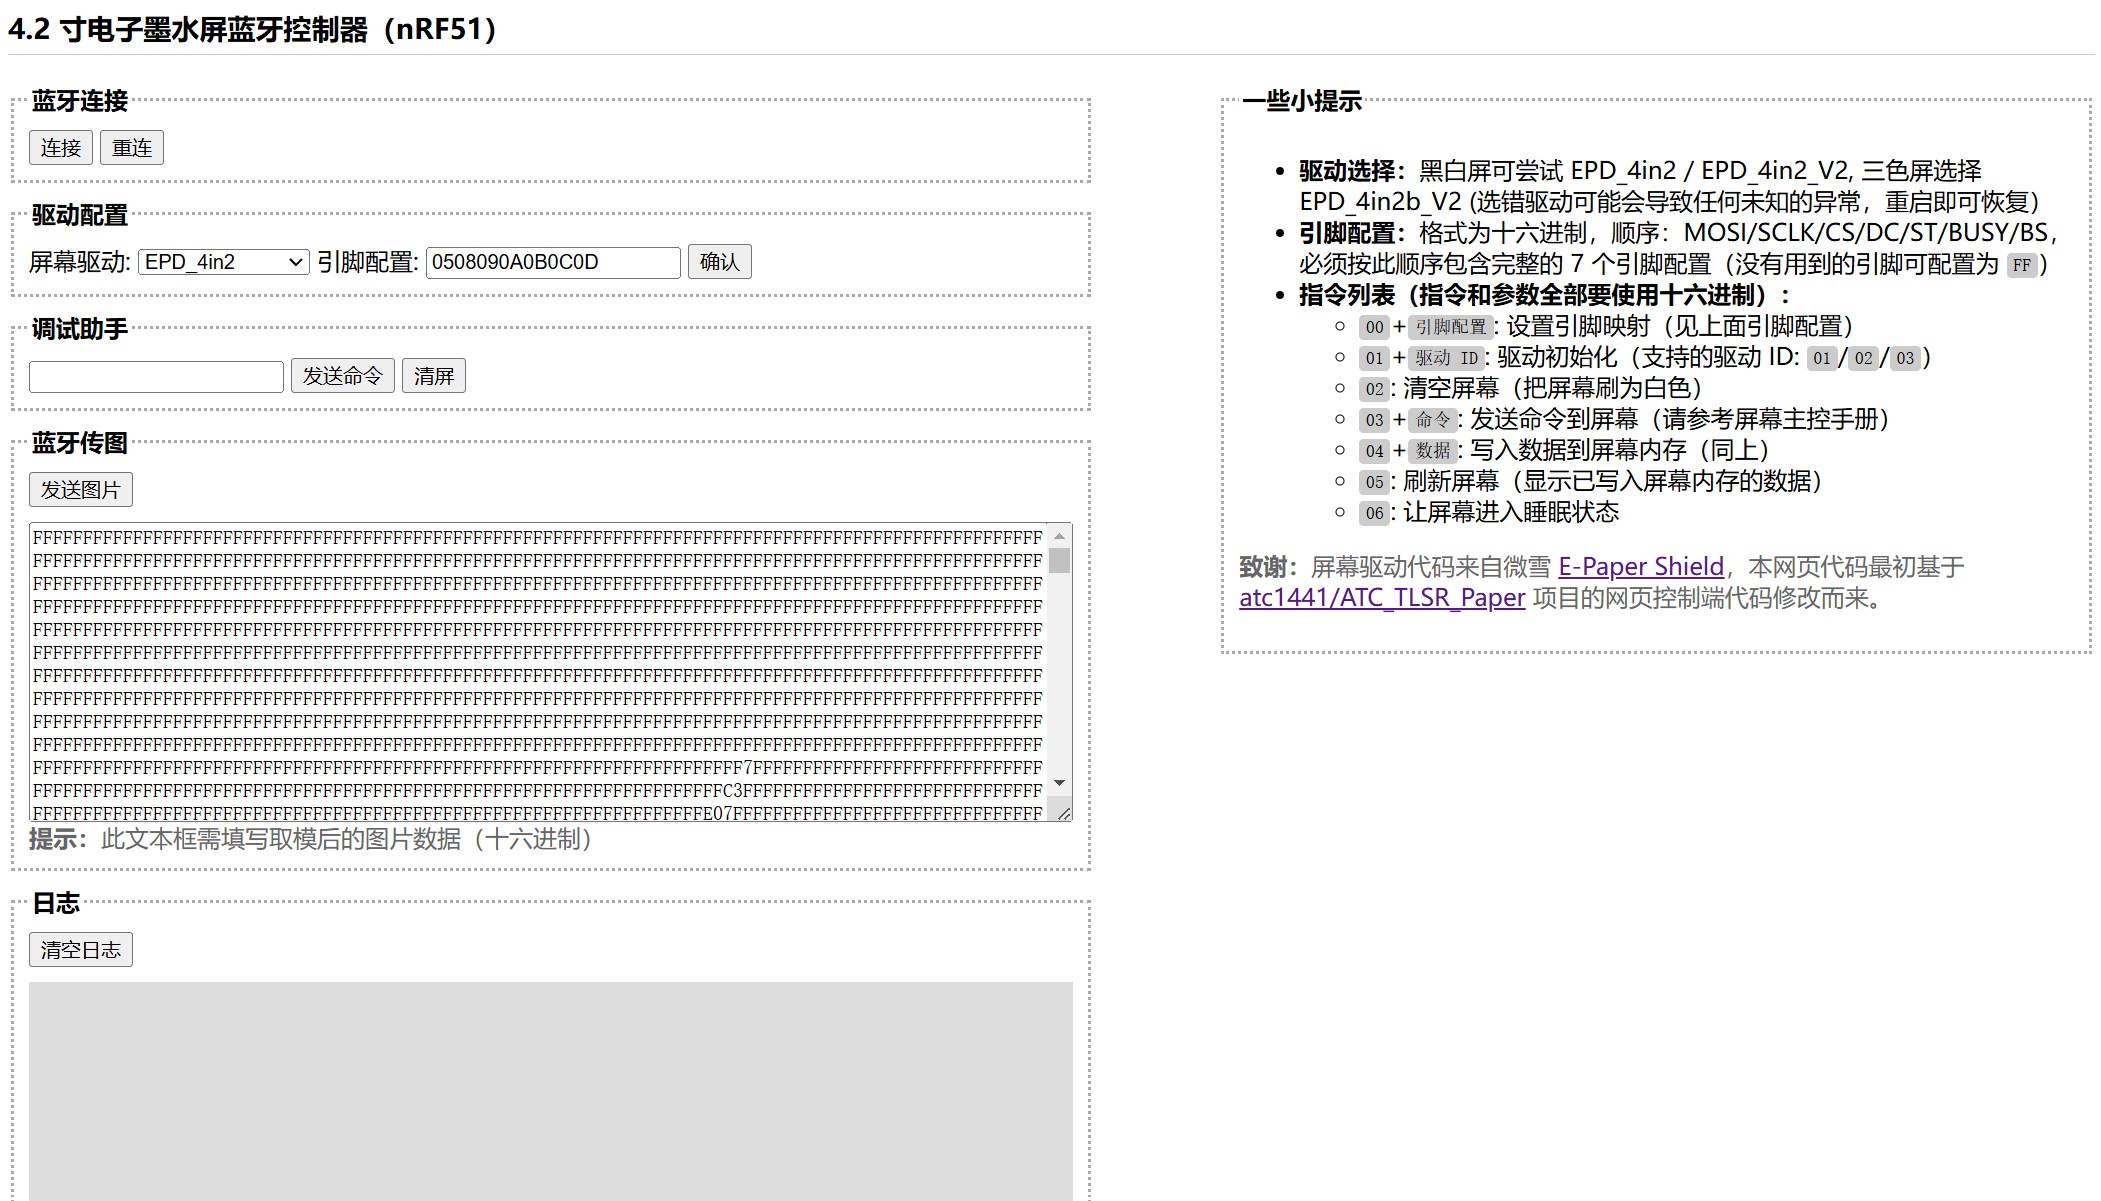 4.2 寸电子墨水屏蓝牙控制器（nRF51）
蓝牙连接
连接 重连
驱动配置
屏幕驱动: EPD_4in2 引脚配置: 0508090A0B0C0D 确认
调试助手
发送命令 清屏
蓝牙传图
发送图片
FFFFFFFFFFFFFFFFFFFFFFFFFFFFFFFFFFFFFFFFFFFFFFFFFFFFFFFFFFFFFFFFFFFFFFFFFFFFFFFFFFFFFFFFFFFFFFFFFFFFF
FFFFFFFFFFFFFFFFFFFFFFFFFFFFFFFFFFFFFFFFFFFFFFFFFFFFFFFFFFFFFFFFFFFFFFFFFFFFFFFFFFFFFFFFFFFFFFFFFFFFF
FFFFFFFFFFFFFFFFFFFFFFFFFFFFFFFFFFFFFFFFFFFFFFFFFFFFFFFFFFFFFFFFFFFFFFFFFFFFFFFFFFFFFFFFFFFFFFFFFFFFF
FFFFFFFFFFFFFFFFFFFFFFFFFFFFFFFFFFFFFFFFFFFFFFFFFFFFFFFFFFFFFFFFFFFFFFFFFFFFFFFFFFFFFFFFFFFFFFFFFFFFF
FFFFFFFFFFFFFFFFFFFFFFFFFFFFFFFFFFFFFFFFFFFFFFFFFFFFFFFFFFFFFFFFFFFFFFFFFFFFFFFFFFFFFFFFFFFFFFFFFFFFF
FFFFFFFFFFFFFFFFFFFFFFFFFFFFFFFFFFFFFFFFFFFFFFFFFFFFFFFFFFFFFFFFFFFFFFFFFFFFFFFFFFFFFFFFFFFFFFFFFFFFF
FFFFFFFFFFFFFFFFFFFFFFFFFFFFFFFFFFFFFFFFFFFFFFFFFFFFFFFFFFFFFFFFFFFFFFFFFFFFFFFFFFFFFFFFFFFFFFFFFFFFF
FFFFFFFFFFFFFFFFFFFFFFFFFFFFFFFFFFFFFFFFFFFFFFFFFFFFFFFFFFFFFFFFFFFFFFFFFFFFFFFFFFFFFFFFFFFFFFFFFFFFF
FFFFFFFFFFFFFFFFFFFFFFFFFFFFFFFFFFFFFFFFFFFFFFFFFFFFFFFFFFFFFFFFFFFFFFFFFFFFFFFFFFFFFFFFFFFFFFFFFFFFF
FFFFFFFFFFFFFFFFFFFFFFFFFFFFFFFFFFFFFFFFFFFFFFFFFFFFFFFFFFFFFFFFFFFFFFFFFFFFFFFFFFFFFFFFFFFFFFFFFFFFF
FFFFFFFFFFFFFFFFFFFFFFFFFFFFFFFFFFFFFFFFFFFFFFFFFFFFFFFFFFFFFFFFFFFFFFF7FFFFFFFFFFFFFFFFFFFFFFFFFFFFF
FFFFFFFFFFFFFFFFFFFFFFFFFFFFFFFFFFFFFFFFFFFFFFFFFFFFFFFFFFFFFFFFFFFFFC3FFFFFFFFFFFFFFFFFFFFFFFFFFFFFF
FFFFFFFFFFFFFFFFFFFFFFFFFFFFFFFFFFFFFFFFFFFFFFFFFFFFFFFFFFFFFFFFFFFE07FFFFFFFFFFFFFFFFFFFFFFFFFFFFFFF
提示：此文本框需填写取模后的图片数据（十六进制）
日志
清空日志
一些小提示
驱动选择：黑白屏可尝试 EPD_4in2 / EPD_4in2_V2, 三色屏选择
EPD_4in2b_V2 (选错驱动可能会导致任何未知的异常，重启即可恢复）
引脚配置：格式为十六进制，顺序：MOSI/SCLK/CS/DC/ST/BUSY/BS，
必须按此顺序包含完整的 7 个引脚配置（没有用到的引脚可配置为 FF）
指令列表（指令和参数全部要使用十六进制）：
00+引脚配置: 设置引脚映射（见上面引脚配置）
01+驱动 ID: 驱动初始化（支持的驱动 ID: 01/02/03）
02: 清空屏幕（把屏幕刷为白色）
03+命令: 发送命令到屏幕（请参考屏幕主控手册）
04+数据: 写入数据到屏幕内存（同上）
05: 刷新屏幕（显示已写入屏幕内存的数据）
06: 让屏幕进入睡眠状态
致谢：屏幕驱动代码来自微雪 E-Paper Shield，本网页代码最初基于
atc1441/ATC_TLSR_Paper 项目的网页控制端代码修改而来。